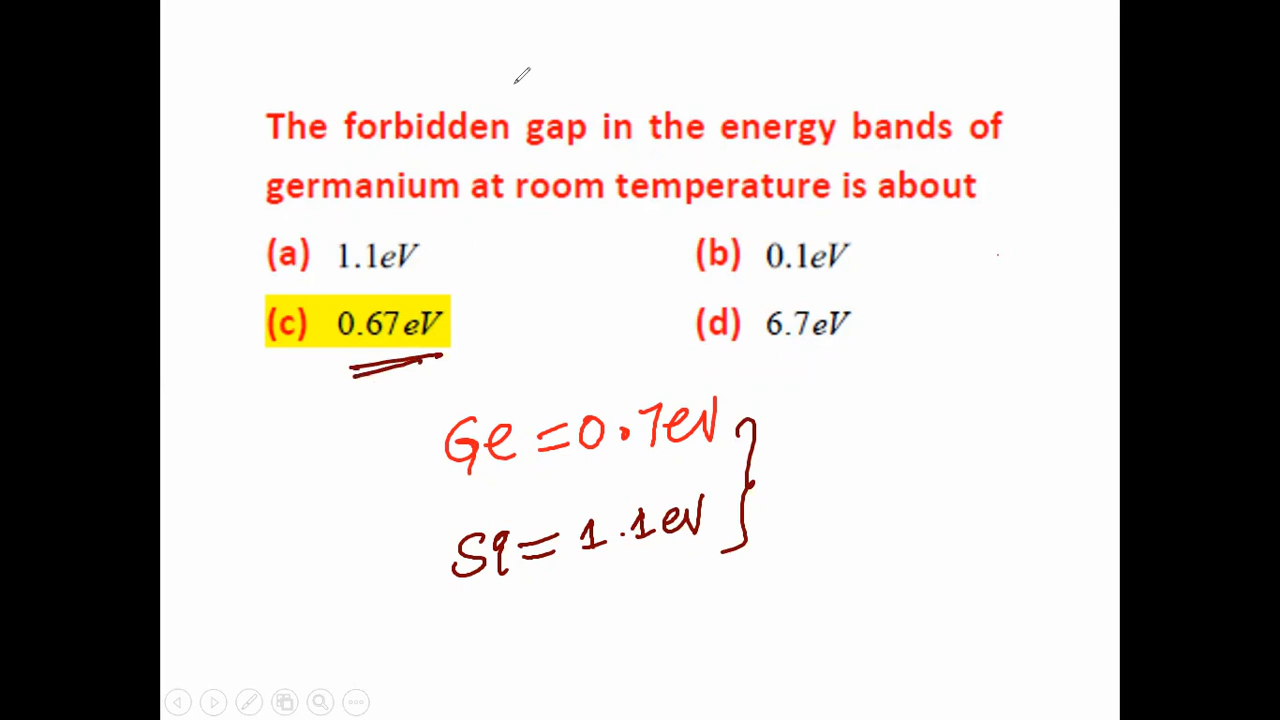 The forbidden gap in the energy bands of
germanium at room temperature is about
(a) 1.1eV (b) 0.1eV
(c) 0.67eV (d) 6.7eV
Ge = 0.7eV
Si = 1.1eV